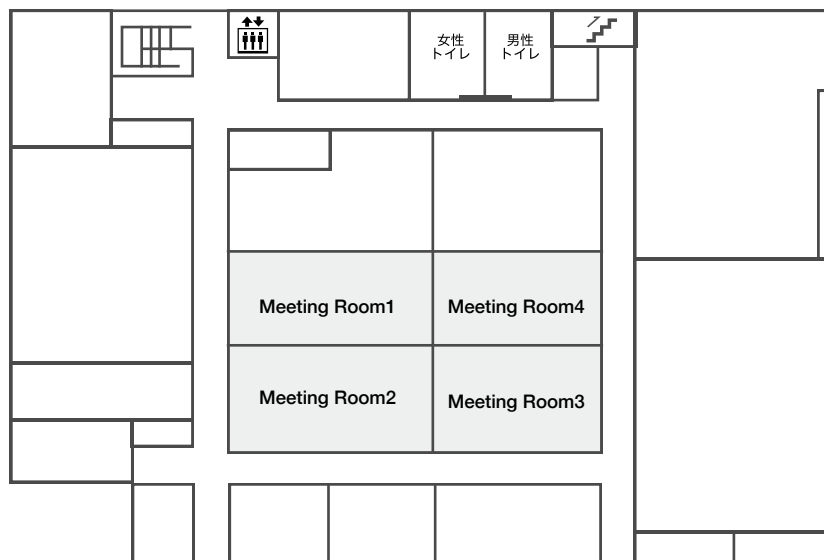 女性
トイレ
男性
トイレ
Meeting Room1
Meeting Room4
Meeting Room2
Meeting Room3